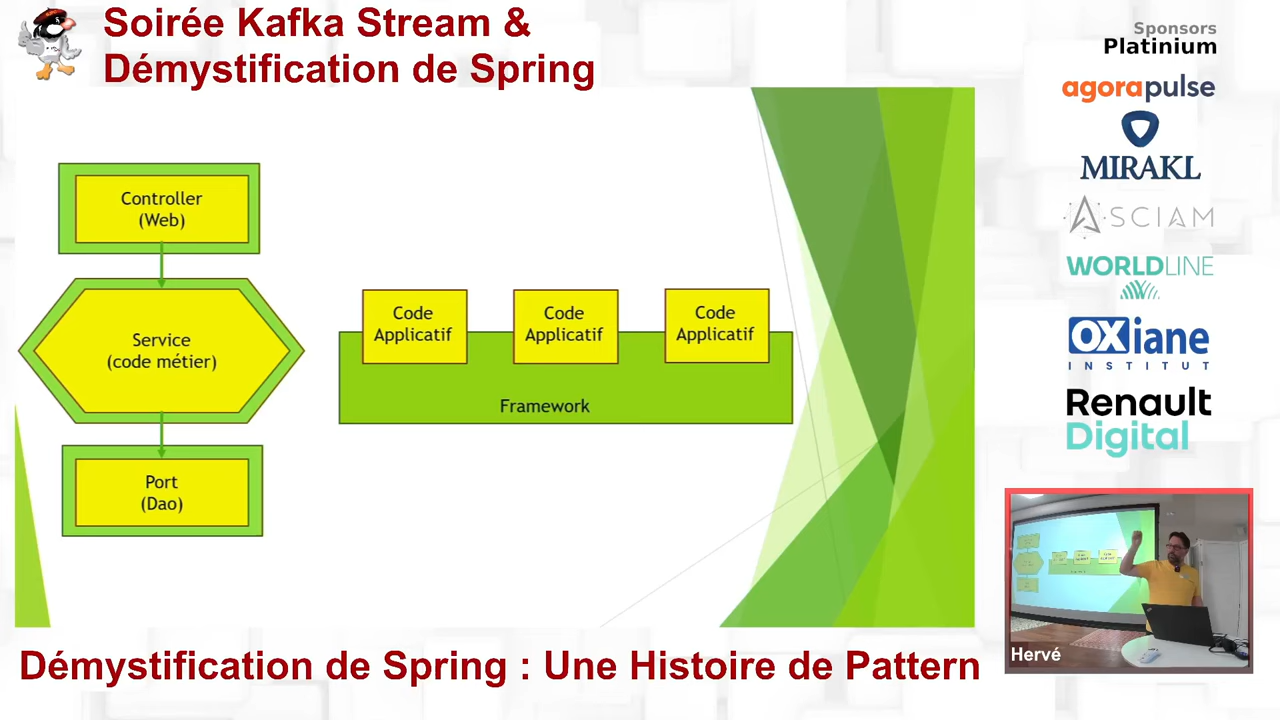 Soirée Kafka Stream &
Démystification de Spring
Controller
(Web)
Service
(code métier)
Port
(Dao)
Code
Applicatif
Code
Applicatif
Code
Applicatif
Framework
Sponsors
Platinium
agorapulse
MIRAKL
ASCIAM
WORLDLINE
OXiane
INSTITUT
Renault
Digital
Hervé
Démystification de Spring : Une Histoire de Pattern